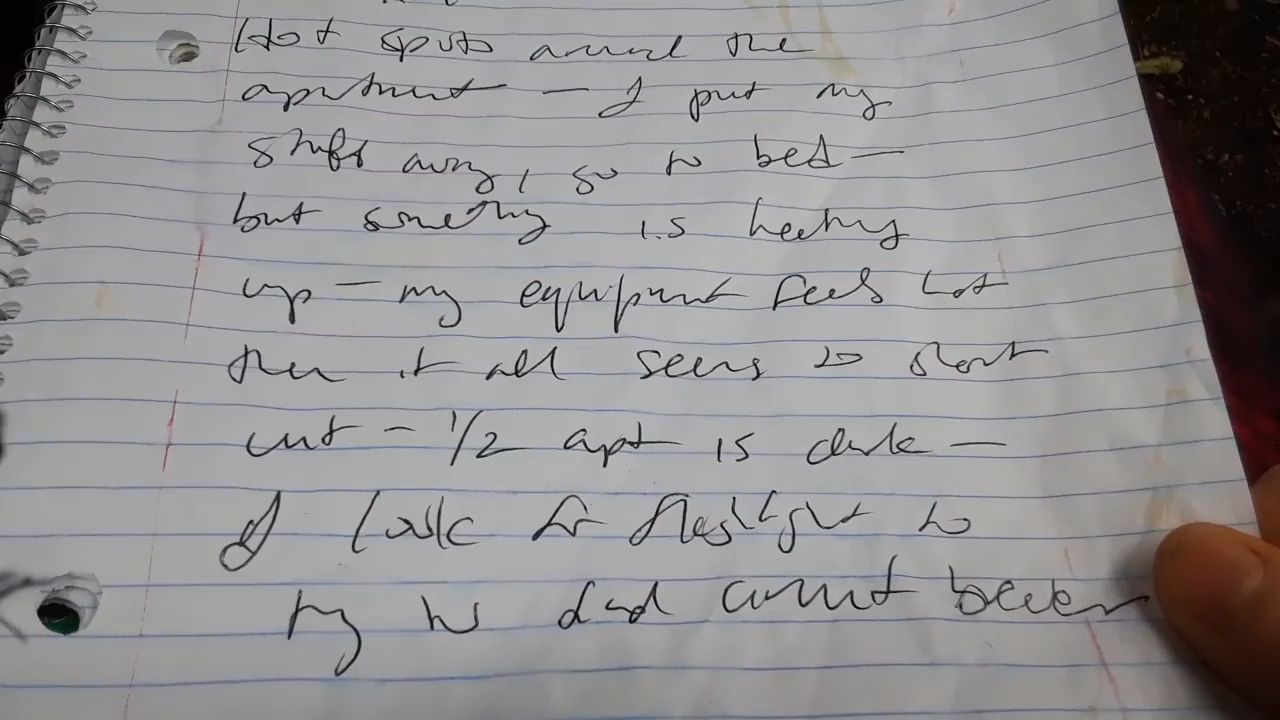 Hot spots around the
apartment — I put my
stuff away, go to bed —
but something is heating
up — my equipment feels hot
then it all seems to short
out — 1/2 apt is dark —
I look for flashlight to
try to find circuit breaker